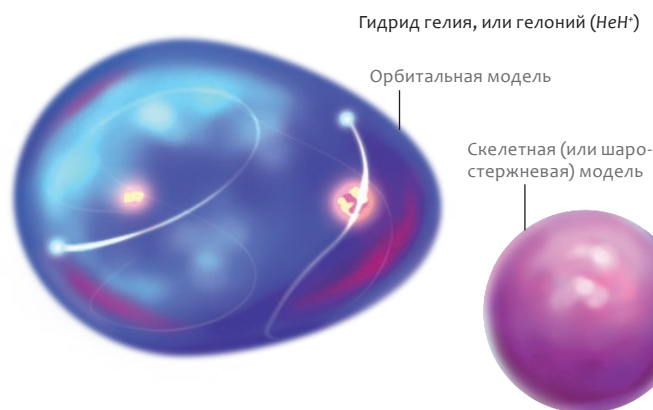 Гидрид гелия, или гелоний (HeH⁺)
Орбитальная модель
Скелетная (или шаро-
стержневая) модель